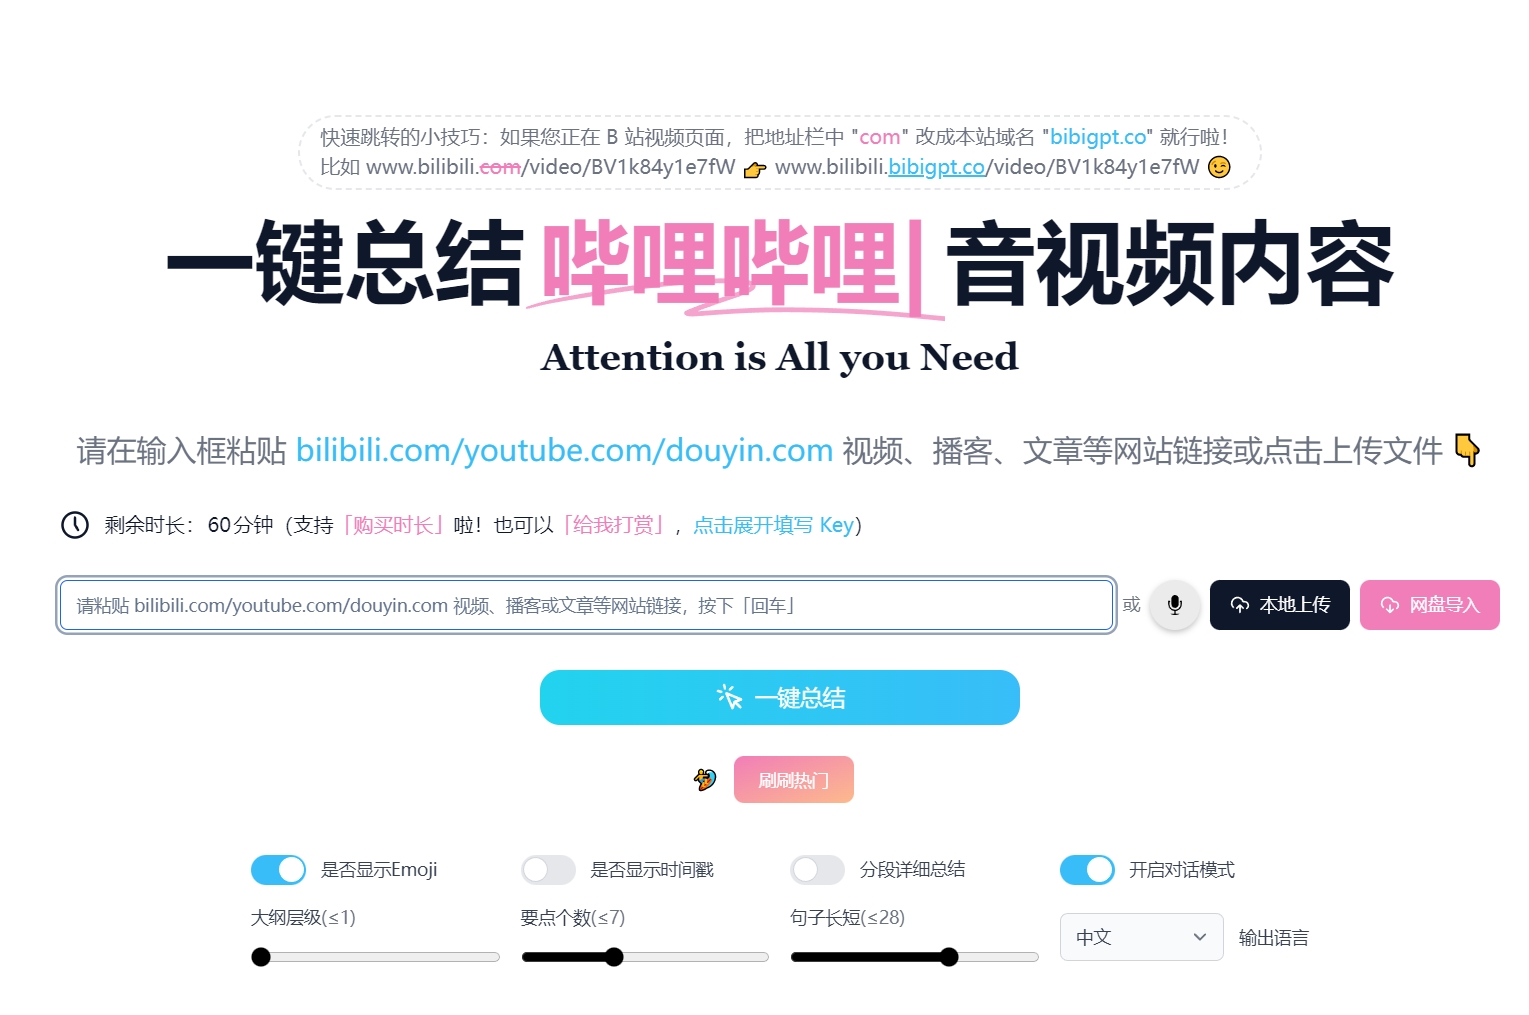 快速跳转的小技巧：如果您正在 B 站视频页面，把地址栏中 "com" 改成本站域名 "bibigpt.co" 就行啦！
比如 www.bilibili.com/video/BV1k84y1e7fW 👉 www.bilibili.bibigpt.co/video/BV1k84y1e7fW 😉
一键总结 哔哩哔哩| 音视频内容
Attention is All you Need
请在输入框粘贴 bilibili.com/youtube.com/douyin.com 视频、播客、文章等网站链接或点击上传文件 👇
剩余时长： 60分钟（支持「购买时长」啦！也可以「给我打赏」，点击展开填写 Key）
请粘贴 bilibili.com/youtube.com/douyin.com 视频、播客或文章等网站链接，按下「回车」 或 本地上传 网盘导入
一键总结
刷刷热门
是否显示Emoji 是否显示时间戳 分段详细总结 开启对话模式
大纲层级(≤1) 要点个数(≤7) 句子长短(≤28)
中文 输出语言